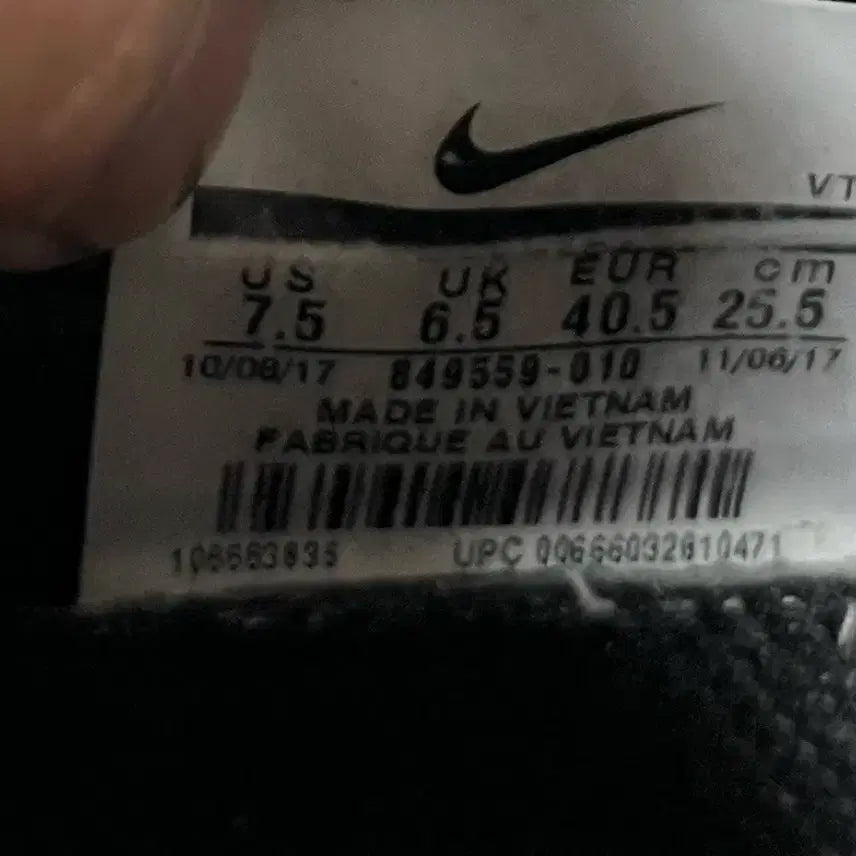 VT
US UK EUR cm
7.5 6.5 40.5 25.5
10/08/17 849559-010 11/06/17
MADE IN VIETNAM
FABRIQUE AU VIETNAM
UPC 00666032810471